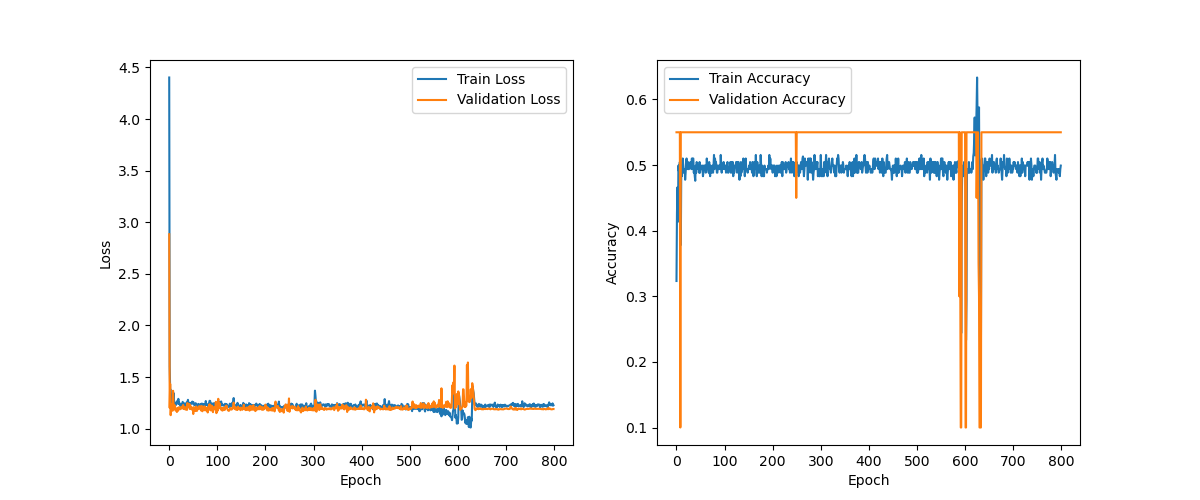 4.5
4.0
3.5
3.0
2.5
2.0
1.5
1.0
Loss
0 100 200 300 400 500 600 700 800
Epoch
Train Loss
Validation Loss
0.6
0.5
0.4
0.3
0.2
0.1
Accuracy
0 100 200 300 400 500 600 700 800
Epoch
Train Accuracy
Validation Accuracy